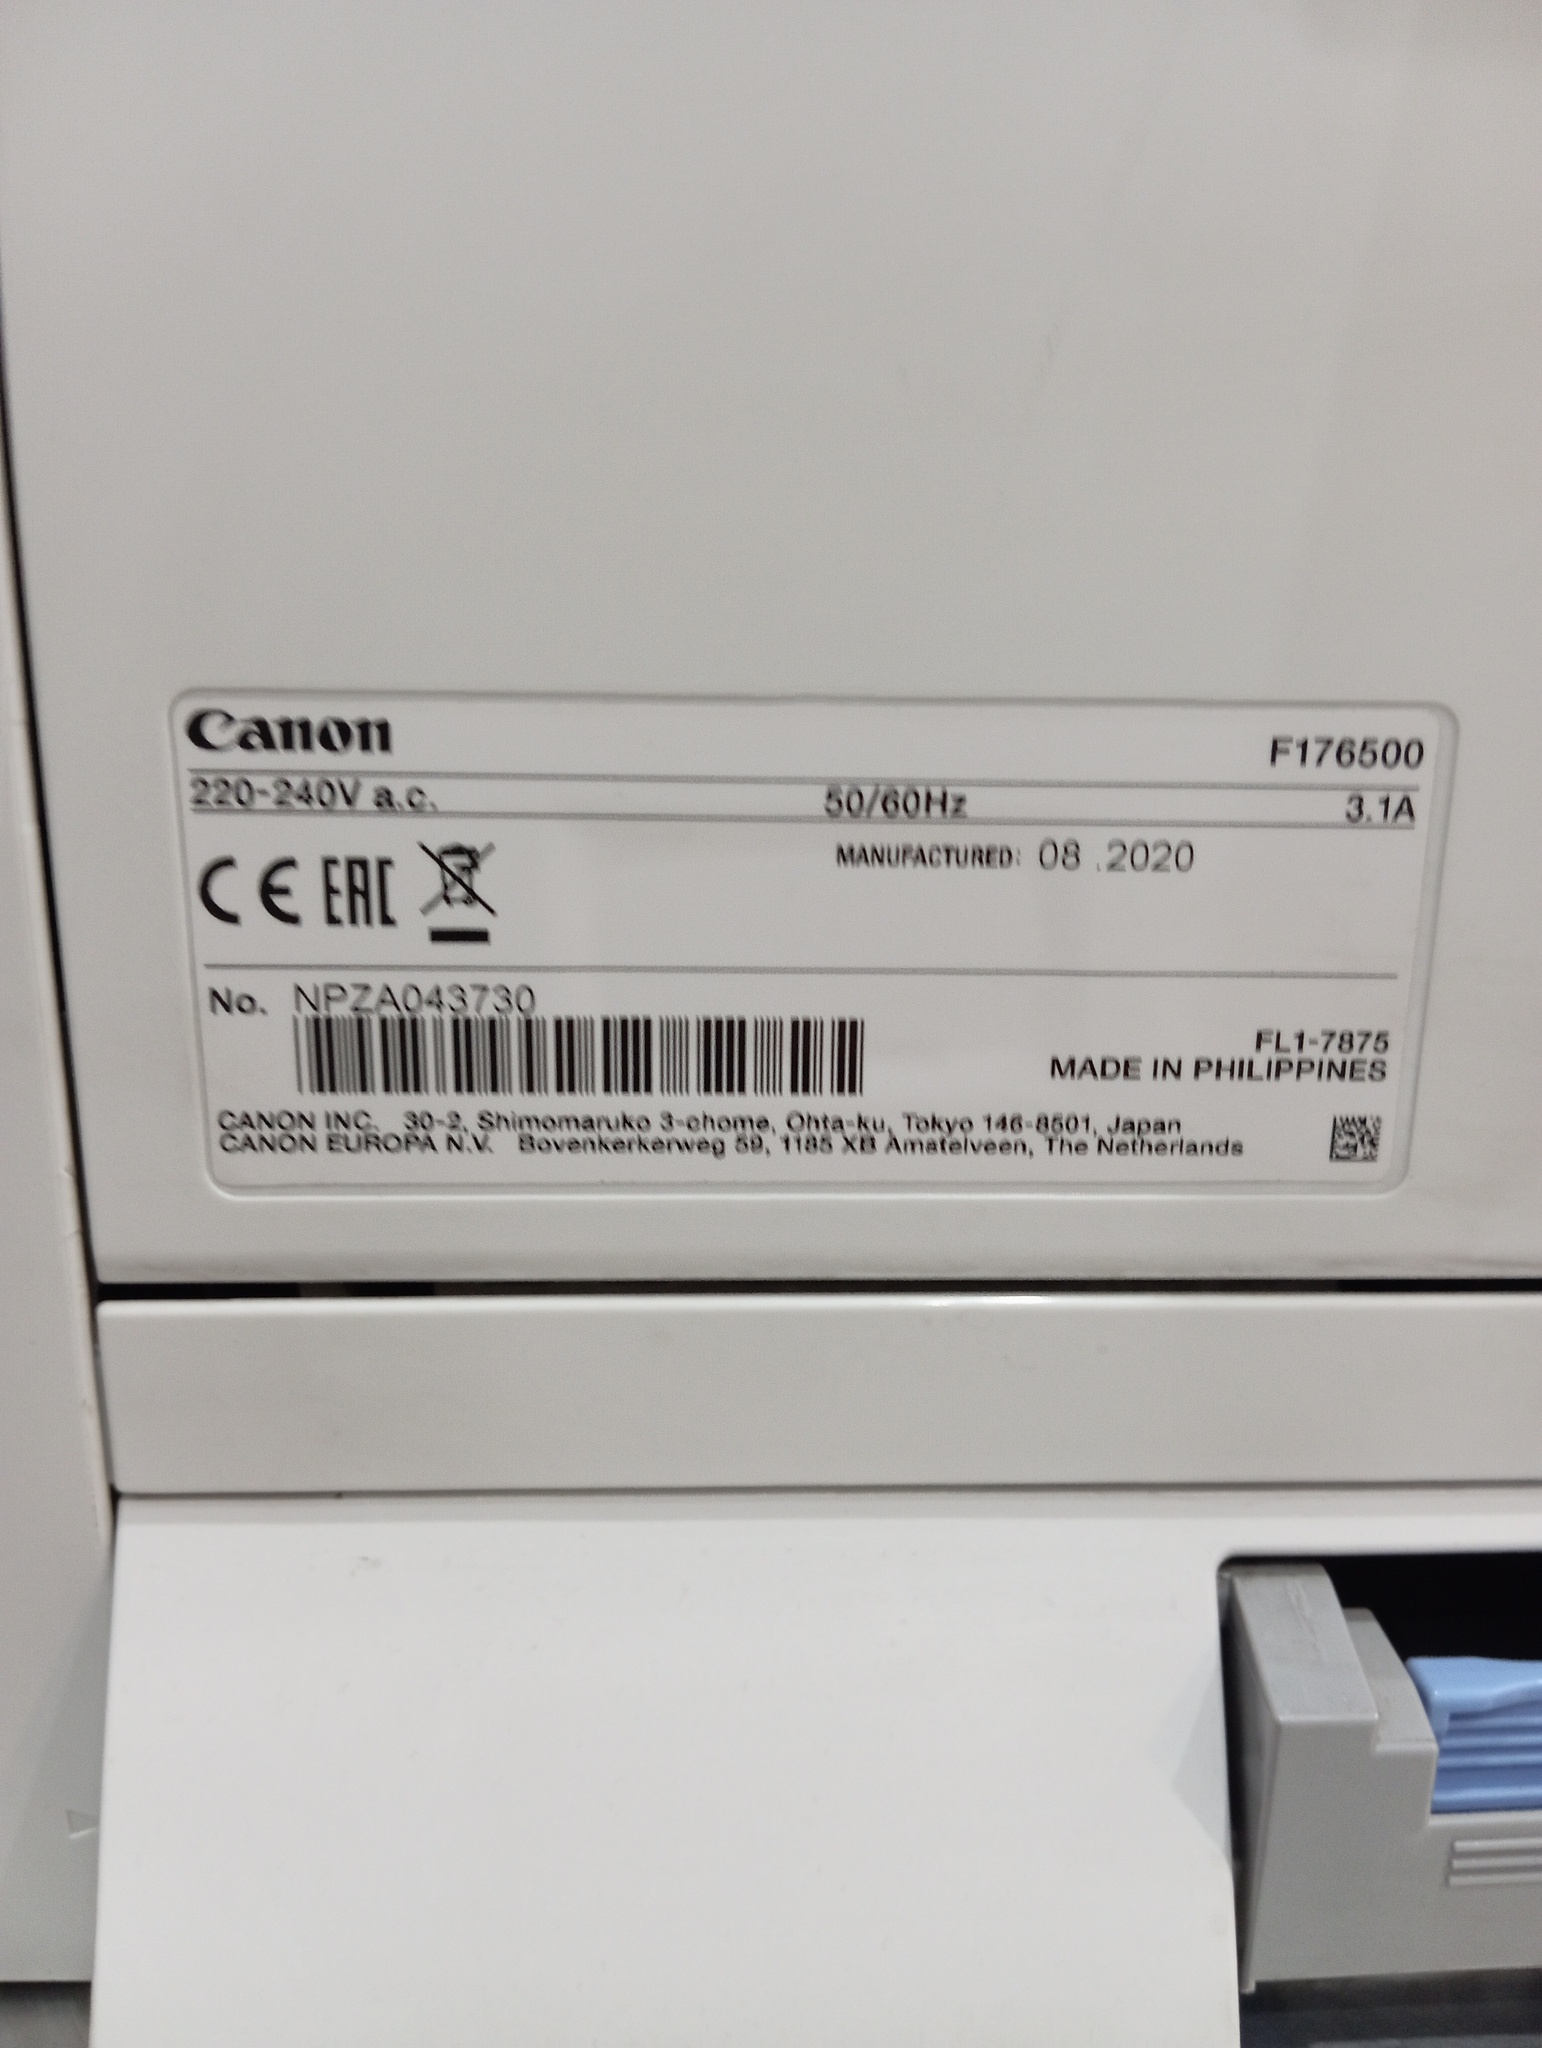 Canon F176500
220-240V a.c. 50/60Hz 3.1A
MANUFACTURED: 08 .2020
CE EAC
No. NPZA043730
FL1-7875
MADE IN PHILIPPINES
CANON INC. 30-2, Shimomaruko 3-chome, Ohta-ku, Tokyo 146-8501, Japan
CANON EUROPA N.V. Bovenkerkerweg 59, 1185 XB Amstelveen, The Netherlands